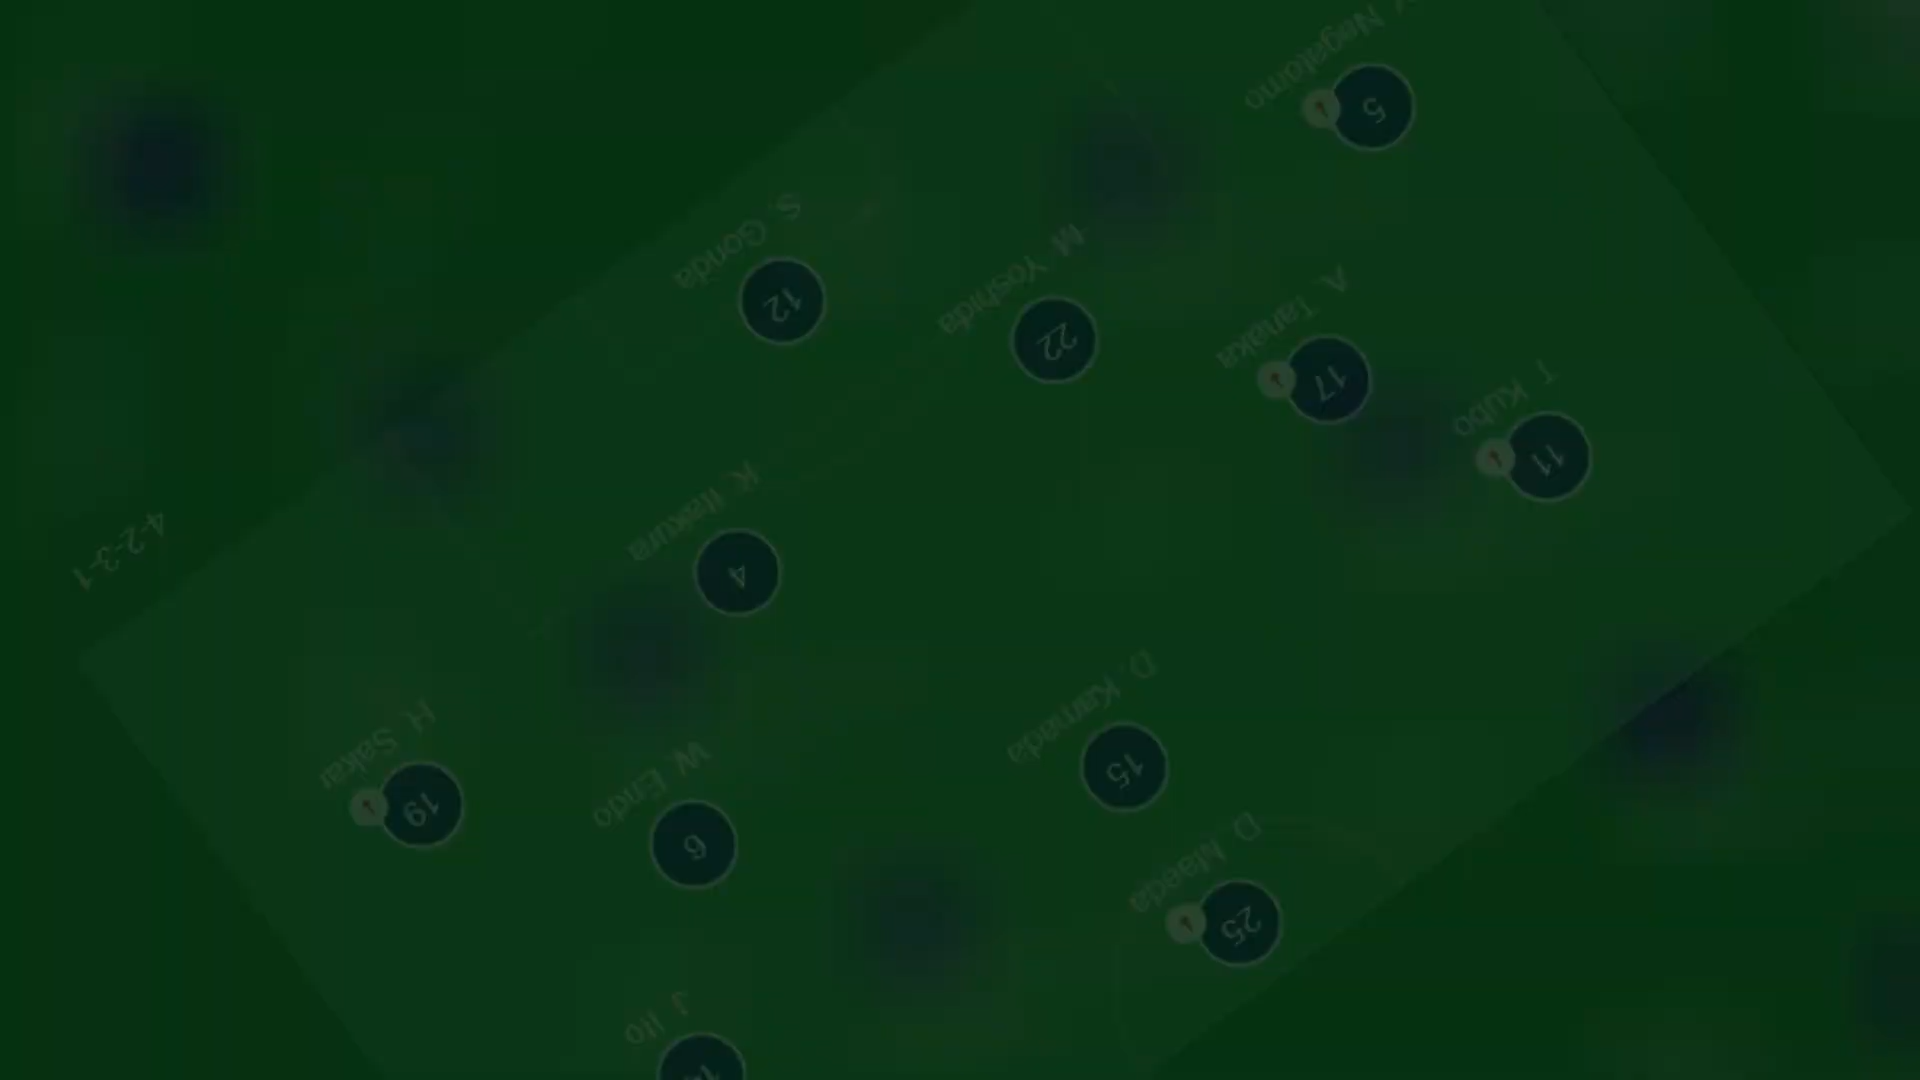 4-2-3-1
S. Gonda
12
H. Sakai
19
K. Itakura
4
M. Yoshida
22
Nagatomo
5
W. Endo
6
A. Tanaka
17
J. Ito
D. Kamada
15
T. Kubo
11
D. Maeda
25